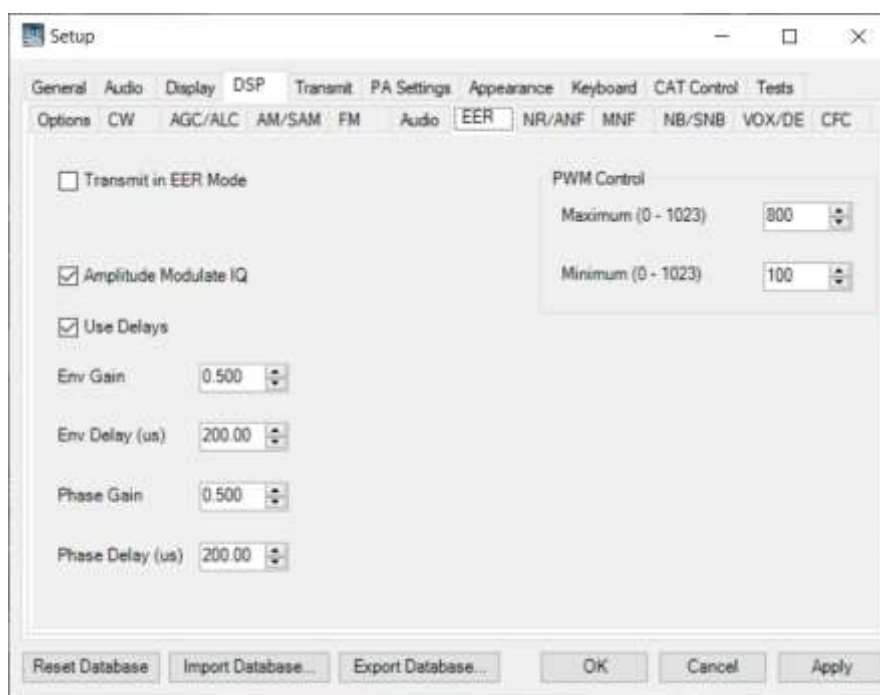 Setup
General Audio Display DSP Transmit PA Settings Appearance Keyboard CAT Control Tests
Options CW AGC/ALC AM/SAM FM Audio EER NR/ANF MNF NB/SNB VOX/DE CFC
Transmit in EER Mode
PWM Control
Maximum (0 - 1023) 800
Amplitude Modulate IQ
Minimum (0 - 1023) 100
Use Delays
Env Gain 0.500
Env Delay (us) 200.00
Phase Gain 0.500
Phase Delay (us) 200.00
Reset Database Import Database... Export Database... OK Cancel Apply